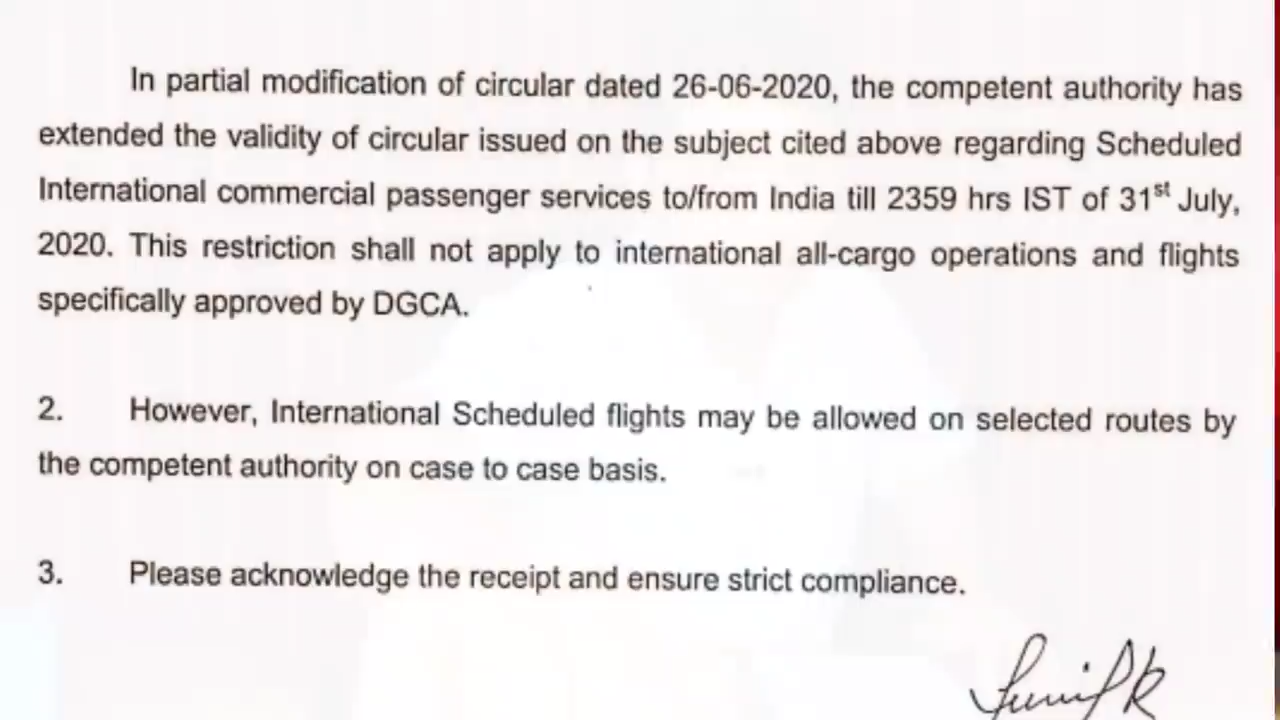 In partial modification of circular dated 26-06-2020, the competent authority has
extended the validity of circular issued on the subject cited above regarding Scheduled
International commercial passenger services to/from India till 2359 hrs IST of 31st July,
2020. This restriction shall not apply to international all-cargo operations and flights
specifically approved by DGCA.
2. However, International Scheduled flights may be allowed on selected routes by
the competent authority on case to case basis.
3. Please acknowledge the receipt and ensure strict compliance.